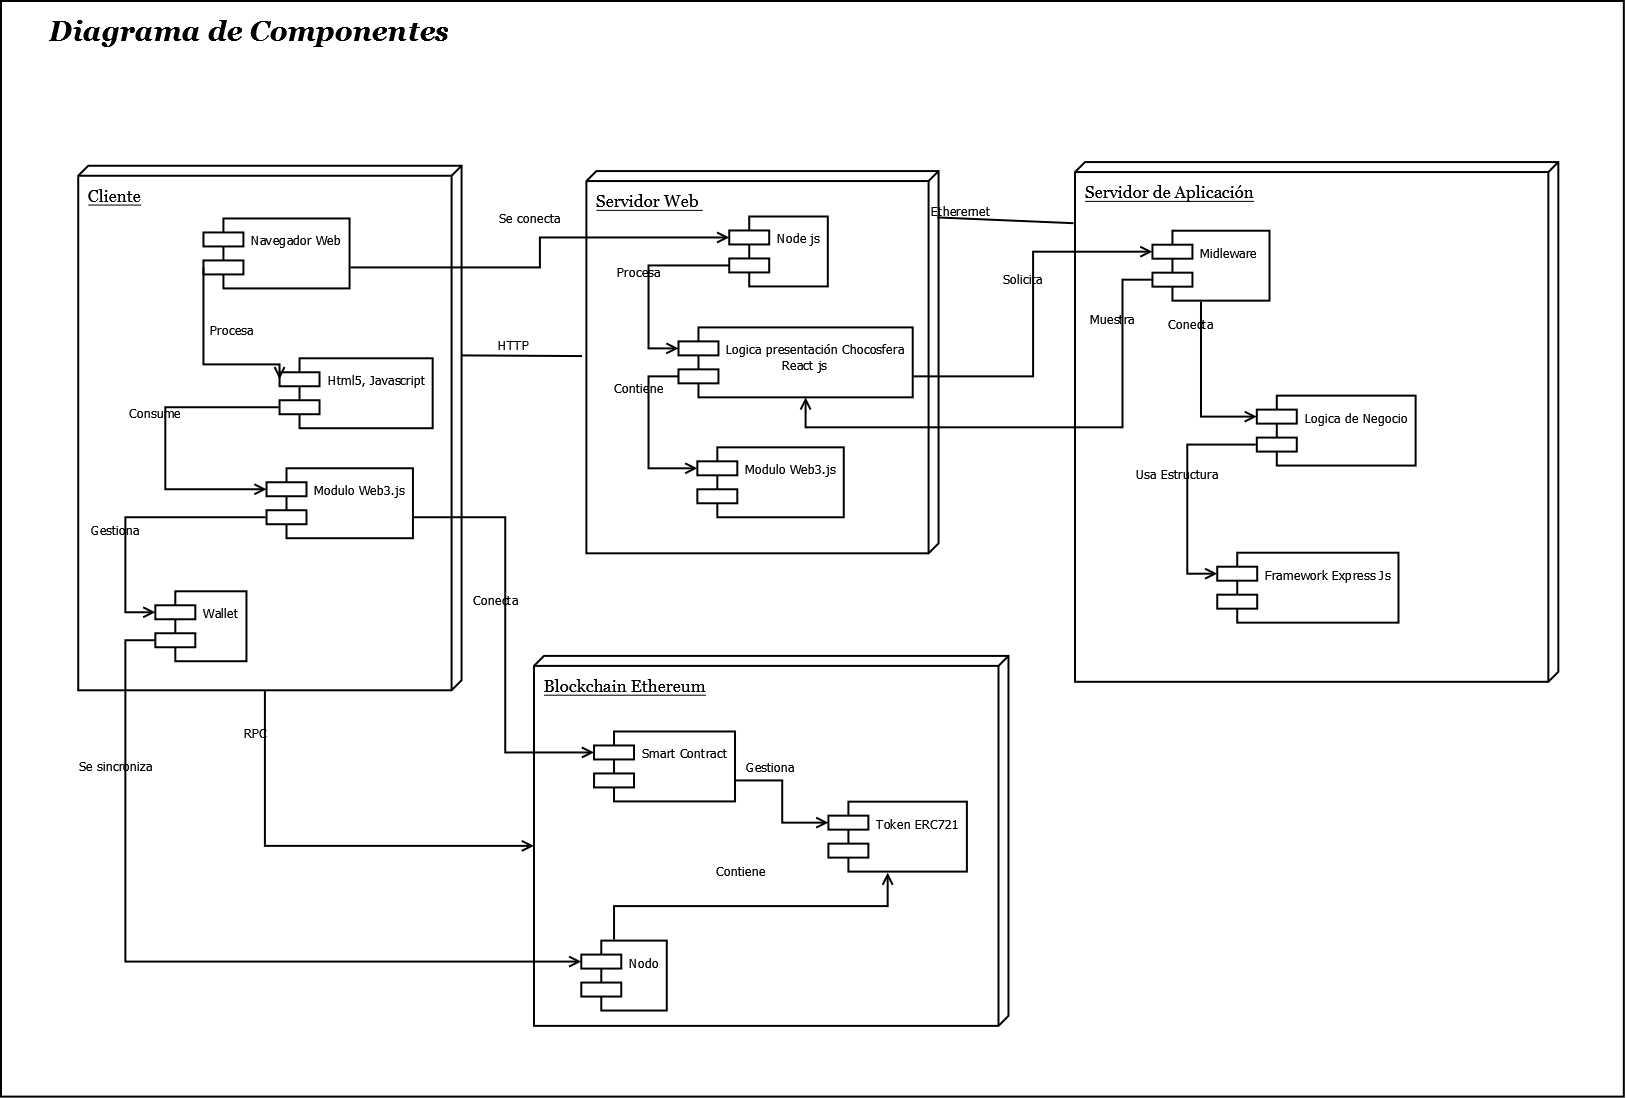 Diagrama de Componentes
Cliente
Navegador Web
Procesa
Html5, Javascript
Consume
Modulo Web3.js
Gestiona
Wallet
Se sincroniza
RPC
Se conecta
HTTP
Conecta
Servidor Web
Node js
Procesa
Logica presentación Chocosfera
React js
Contiene
Modulo Web3.js
Etherernet
Solicita
Muestra
Servidor de Aplicación
Midleware
Conecta
Logica de Negocio
Usa Estructura
Framework Express Js
Blockchain Ethereum
Smart Contract
Gestiona
Token ERC721
Contiene
Nodo